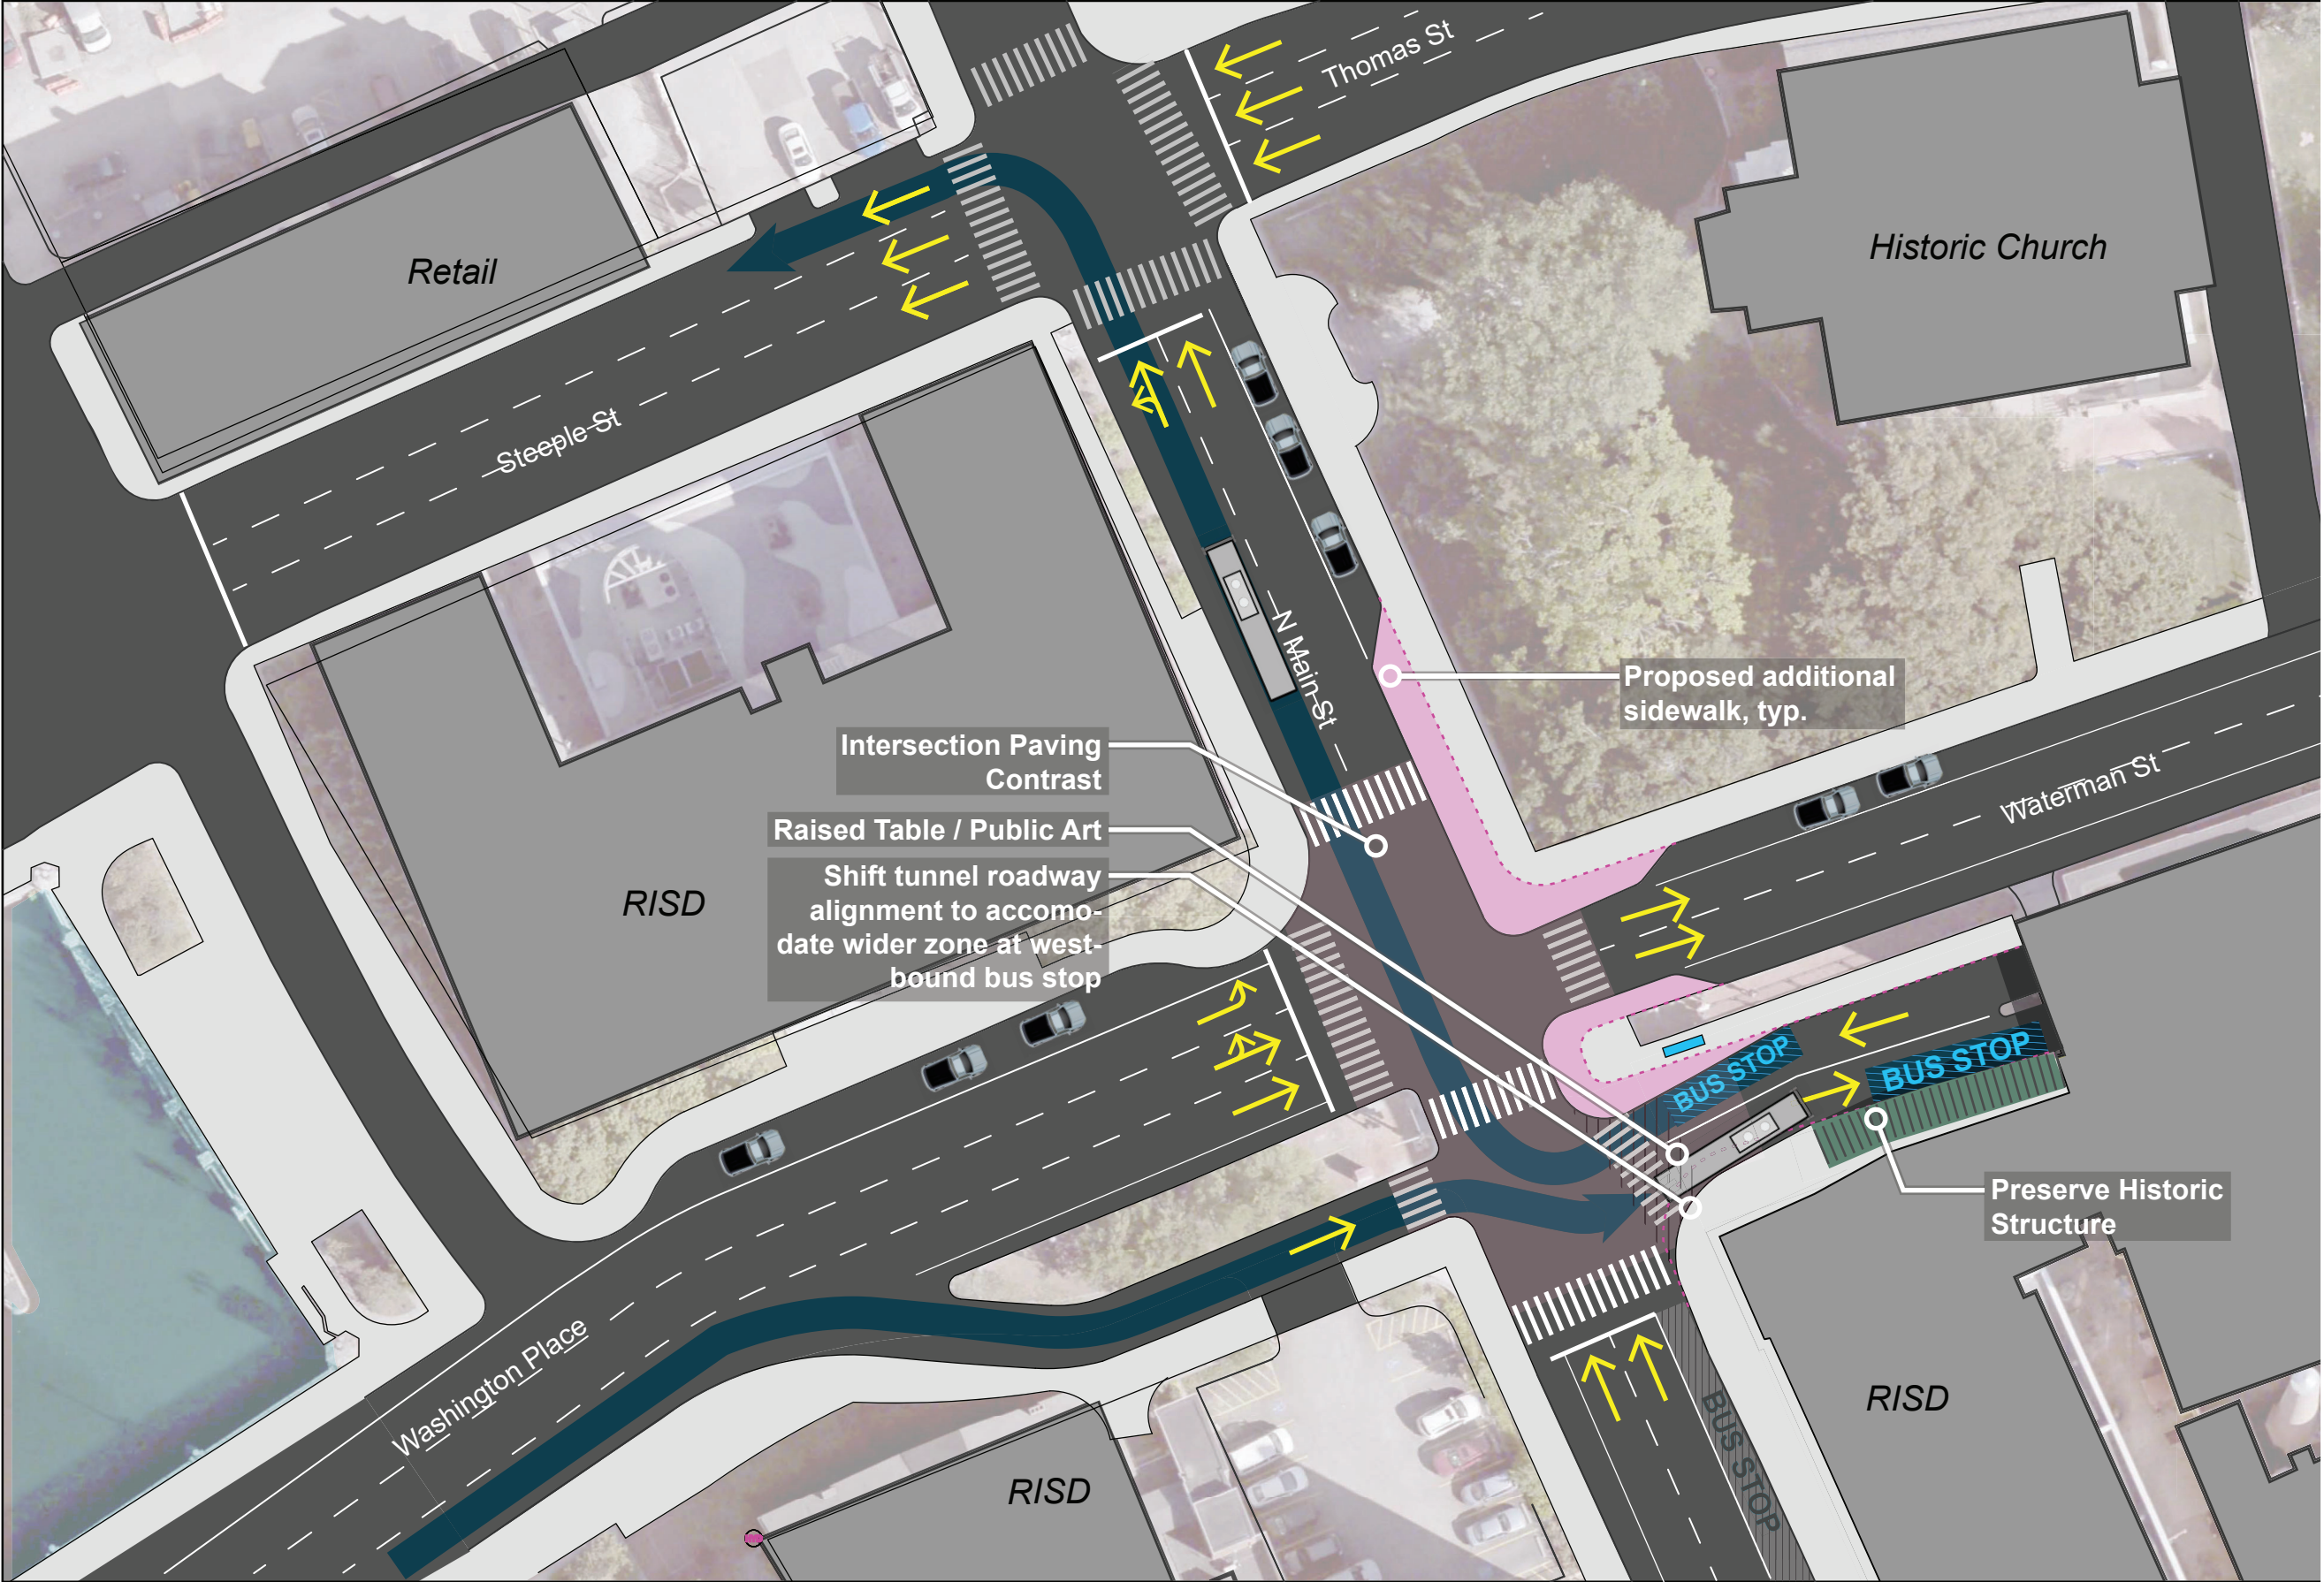 Thomas St
Historic Church
Retail
Steeple St
N Main St
Proposed additional
sidewalk, typ.
Intersection Paving
Contrast
Waterman St
Raised Table / Public Art
Shift tunnel roadway
alignment to accomo-
date wider zone at west-
bound bus stop
RISD
BUS STOP
BUS STOP
Preserve Historic
Structure
Washington Place
RISD
BUS STOP
RISD